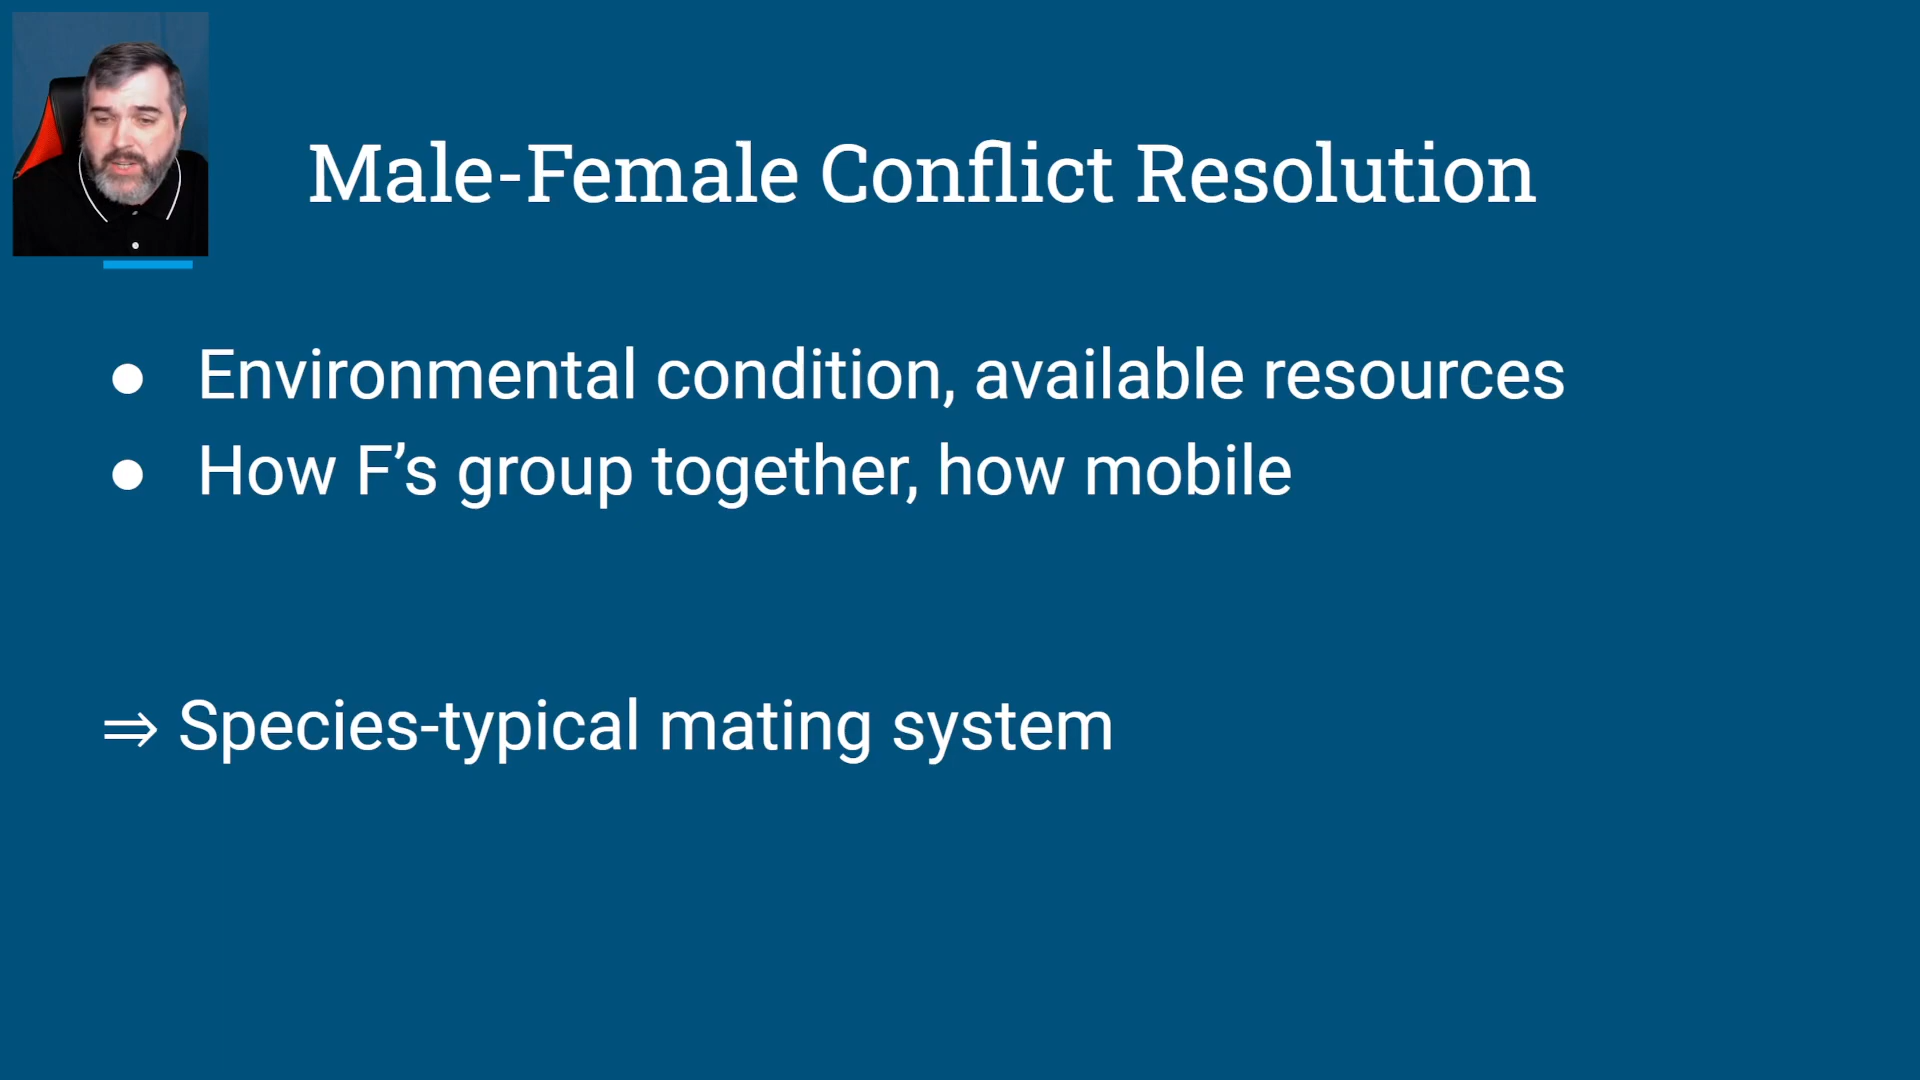 Male-Female Conflict Resolution
● Environmental condition, available resources
● How F’s group together, how mobile
⇒ Species-typical mating system